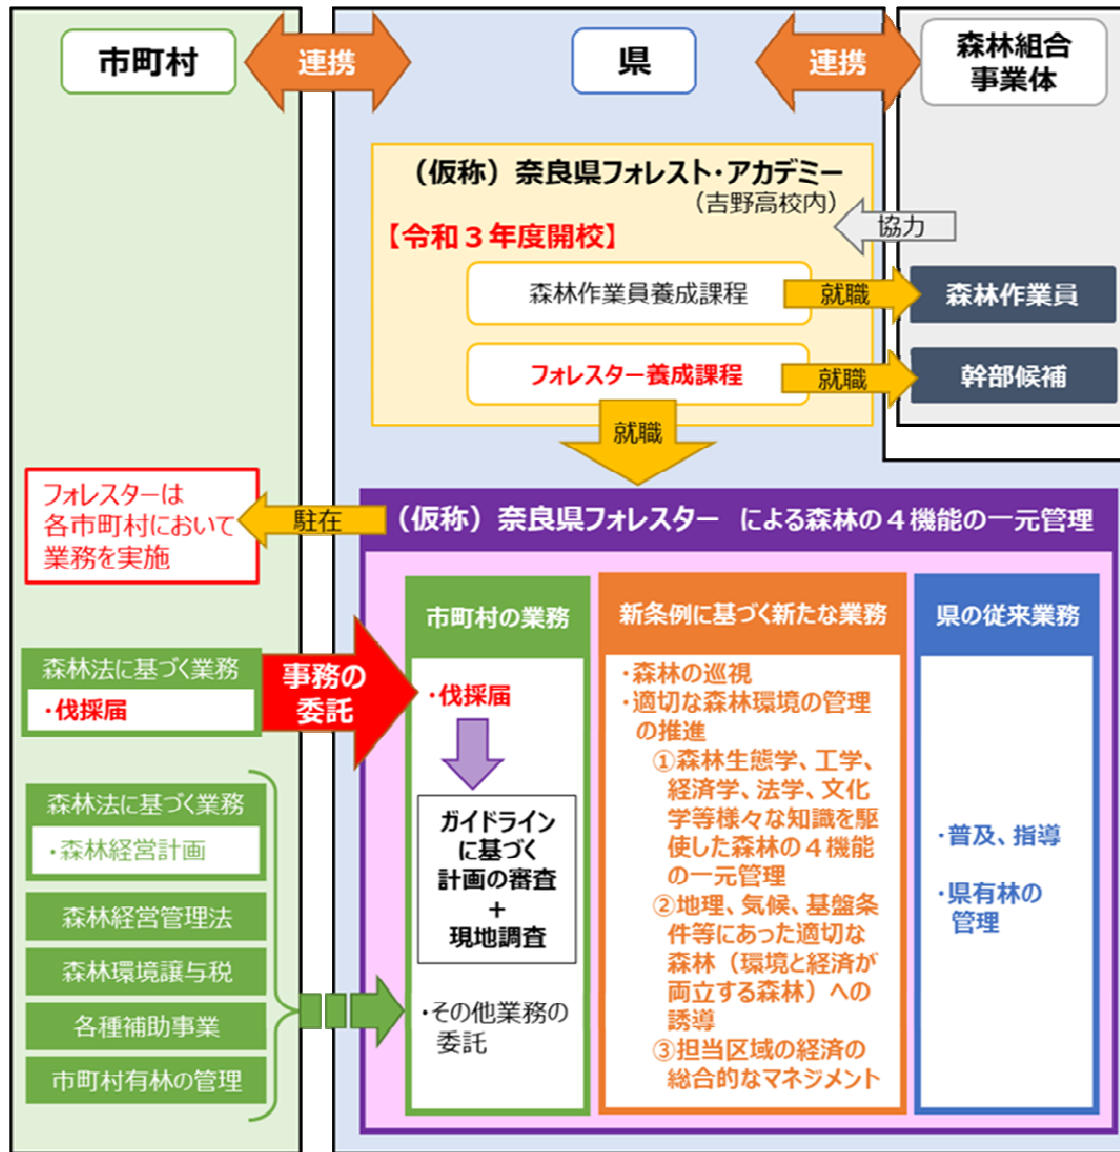 市町村
連携
県
連携
森林組合
事業体
（仮称）奈良県フォレスト・アカデミー
（吉野高校内）
【令和３年度開校】
協力
森林作業員養成課程
就職
森林作業員
フォレスター養成課程
就職
幹部候補
就職
フォレスターは
各市町村において
業務を実施
駐在
（仮称）奈良県フォレスター による森林の４機能の一元管理
森林法に基づく業務
・伐採届
事務の
委託
森林法に基づく業務
・森林経営計画
森林経営管理法
森林環境譲与税
各種補助事業
市町村有林の管理
市町村の業務
・伐採届
ガイドライン
に基づく
計画の審査
＋
現地調査
・その他業務の
委託
新条例に基づく新たな業務
・森林の巡視
・適切な森林環境の管理
の推進
①森林生態学、工学、
経済学、法学、文化
学等様々な知識を駆
使した森林の４機能
の一元管理
②地理、気候、基盤条
件等にあった適切な
森林（環境と経済が
両立する森林）への
誘導
③担当区域の経済の
総合的なマネジメント
県の従来業務
・普及、指導
・県有林の
管理